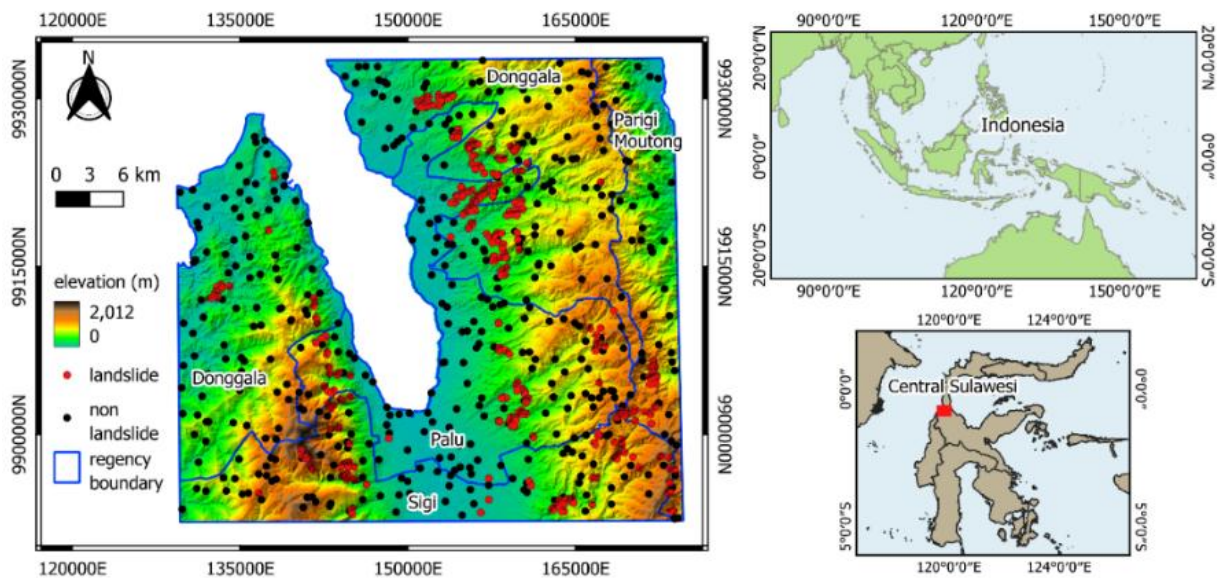 120000E 135000E 150000E 165000E
N
0 3 6 km
elevation (m)
2,012
0
landslide
non
landslide
regency
boundary
9930000N
9915000N
9900000N
Donggala
Parigi
Moutong
Donggala
Palu
Sigi
9930000N
9915000N
9900000N
120000E 135000E 150000E 165000E
90°0'0"E 120°0'0"E 150°0'0"E
20°0'0"N
0°0'0"
20°0'0"S
Indonesia
20°0'0"N
0°0'0"
20°0'0"S
90°0'0"E 120°0'0"E 150°0'0"E
120°0'0"E 124°0'0"E
0°0'0"
5°0'0"S
Central Sulawesi
0°0'0"
5°0'0"S
120°0'0"E 124°0'0"E